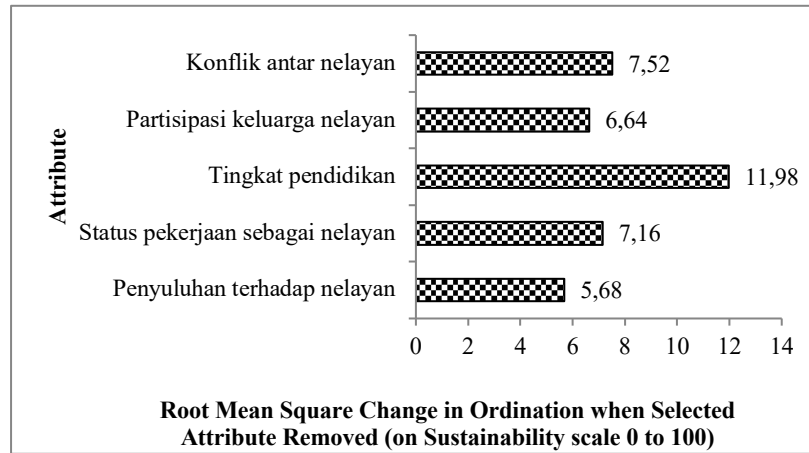 Konflik antar nelayan
7,52
Partisipasi keluarga nelayan
6,64
Tingkat pendidikan
11,98
Status pekerjaan sebagai nelayan
7,16
Penyuluhan terhadap nelayan
5,68
Attribute
0 2 4 6 8 10 12 14
Root Mean Square Change in Ordination when Selected
Attribute Removed (on Sustainability scale 0 to 100)